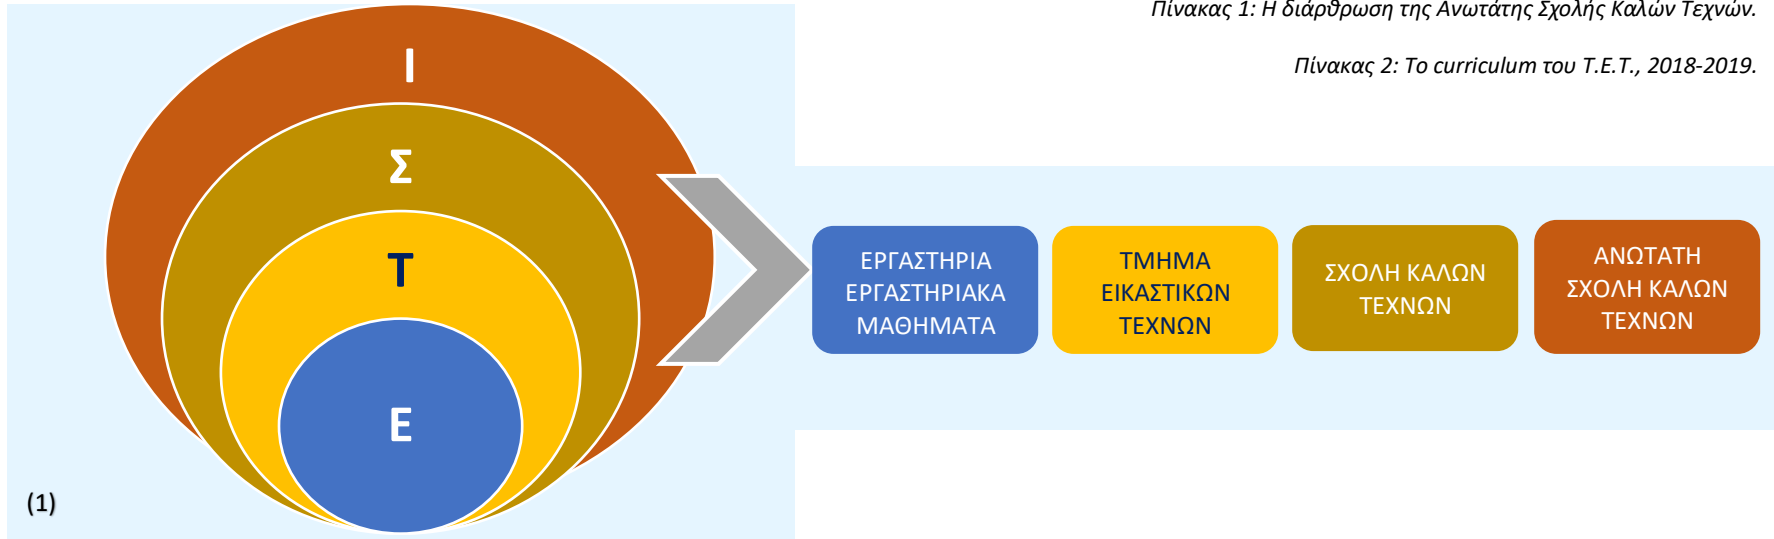 Πίνακας 1: Η διάρθρωση της Ανωτάτης Σχολής Καλών Τεχνών.
Πίνακας 2: Το curriculum του Τ.Ε.Τ., 2018-2019.
Ι
Σ
Τ
Ε
(1)
ΕΡΓΑΣΤΗΡΙΑ
ΕΡΓΑΣΤΗΡΙΑΚΑ
ΜΑΘΗΜΑΤΑ
ΤΜΗΜΑ
ΕΙΚΑΣΤΙΚΩΝ
ΤΕΧΝΩΝ
ΣΧΟΛΗ ΚΑΛΩΝ
ΤΕΧΝΩΝ
ΑΝΩΤΑΤΗ
ΣΧΟΛΗ ΚΑΛΩΝ
ΤΕΧΝΩΝ